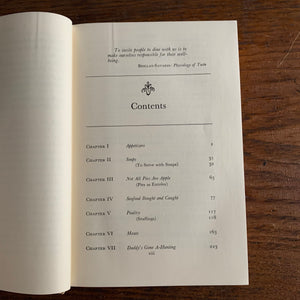 To invite people to dine with us is to
make ourselves responsible for their well-
being.
BRILLAT-SAVARIN: Physiology of Taste
Contents
CHAPTER I Appetizers 1
CHAPTER II Soups 31
(To Serve with Soups) 52
CHAPTER III Not All Pies Are Apple 65
(Pies as Entrées)
CHAPTER IV Seafood Bought and Caught 77
CHAPTER V Poultry 117
(Stuffings) 158
CHAPTER VI Meats 165
CHAPTER VII Daddy's Gone A-Hunting 225
vii